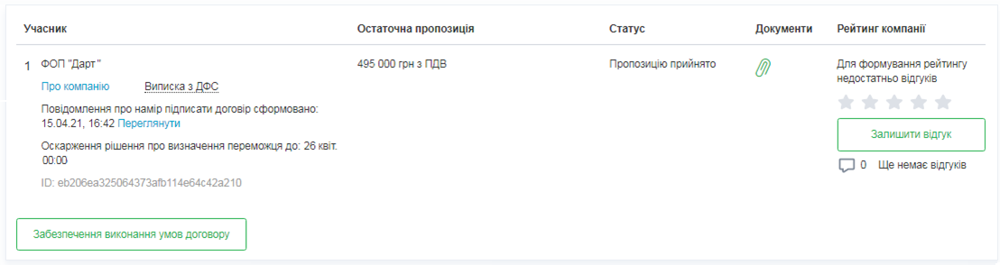 Учасник Остаточна пропозиція Статус Документи Рейтинг компанії
1 ФОП "Дарт" 495 000 грн з ПДВ Пропозицію прийнято Для формування рейтингу
недостатньо відгуків
Про компанію Виписка з ДФС
Повідомлення про намір підписати договір сформовано:
15.04.21, 16:42 Переглянути
Залишити відгук
Оскарження рішення про визначення переможця до: 26 квіт.
00:00
0 Ще немає відгуків
ID: eb206ea325064373afb114e64c42a210
Забезпечення виконання умов договору